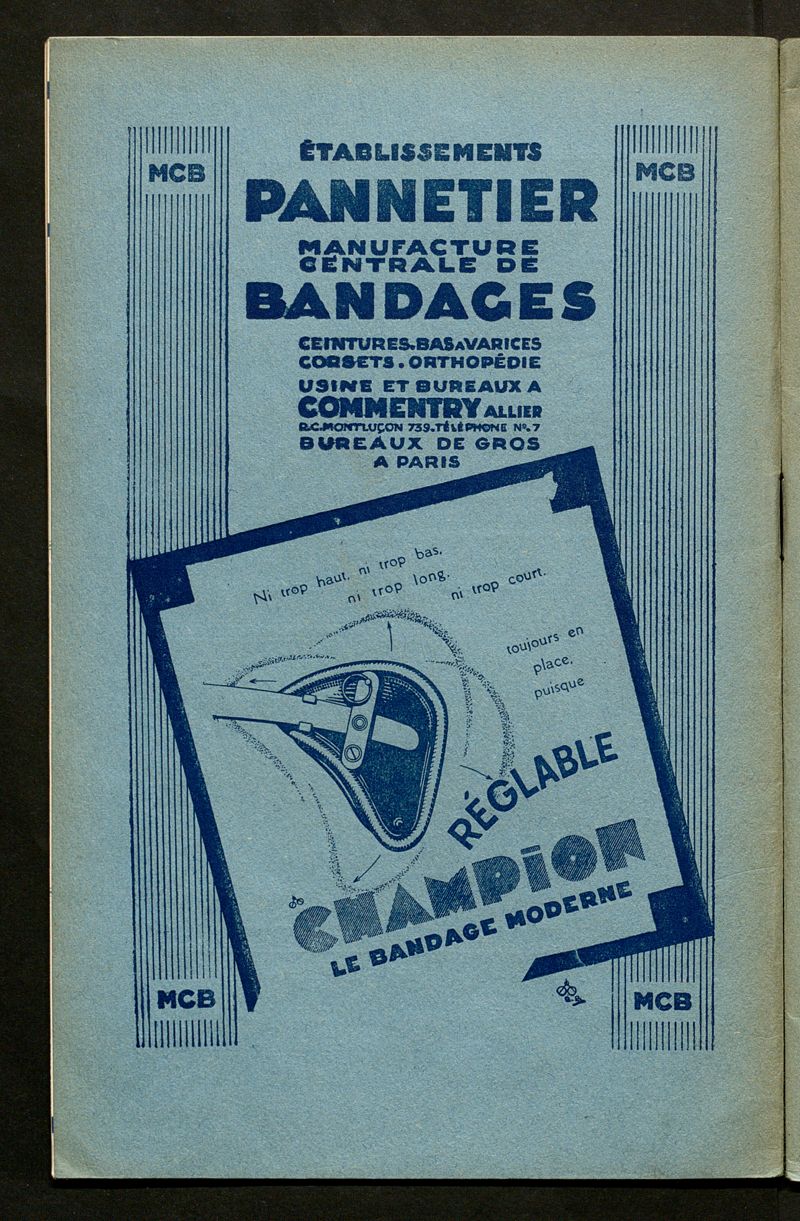 MCB
MCB
ÉTABLISSEMENTS
PANNETIER
MANUFACTURE
CENTRALE DE
BANDAGES
CEINTURES.BAS A VARICES
CORSETS.ORTHOPÉDIE
USINE ET BUREAUX A
COMMENTRY ALLIER
R.C.MONTLUÇON 739.TÉLÉPHONE No.7
BUREAUX DE GROS
A PARIS
Ni trop haut, ni trop bas,
ni trop long,
ni trop court.
toujours en
place,
puisque
RÉGLABLE
CHAMPION
LE BANDAGE MODERNE
MCB
MCB